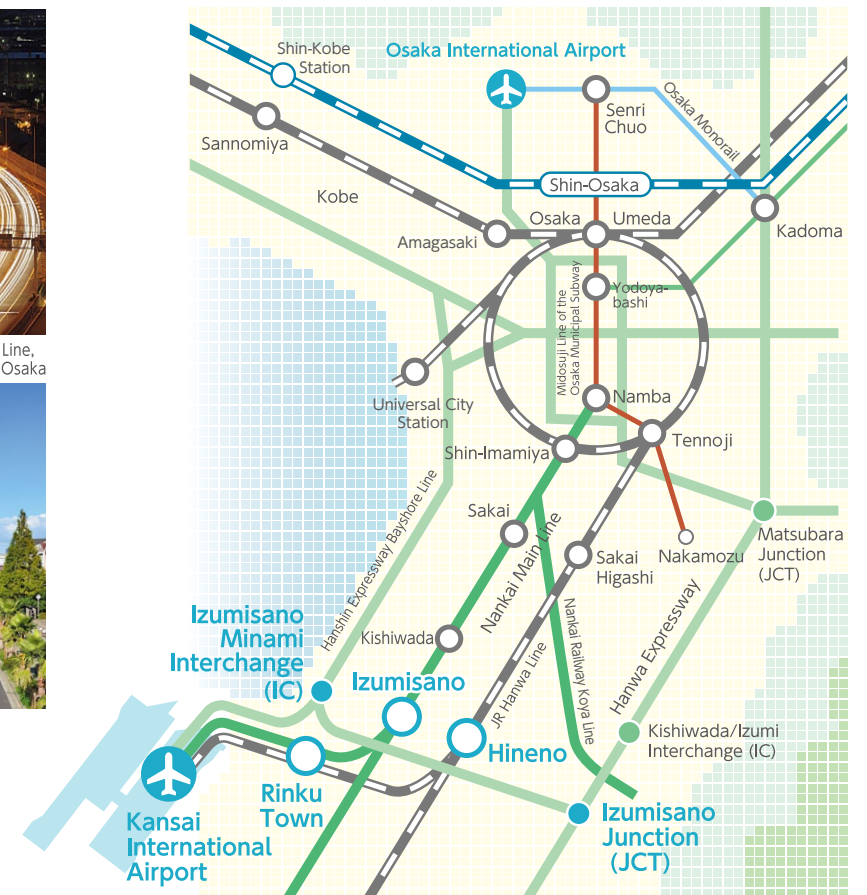 Line,
Osaka
Shin-Kobe
Station
Osaka International Airport
Senri
Chuo
Osaka Monorail
Sannomiya
Shin-Osaka
Kobe
Osaka
Umeda
Kadoma
Amagasaki
Yodoya-
bashi
Midosuji Line of the
Osaka Municipal Subway
Universal City
Station
Namba
Tennoji
Shin-Imamiya
Hanshin Expressway Bayshore Line
Sakai
Nankai Main Line
Sakai
Higashi
Nakamozu
Matsubara
Junction
(JCT)
Izumisano
Minami
Interchange
(IC)
Kishiwada
Nankai Railway Koya Line
Hanwa Expressway
JR Hanwa Line
Izumisano
Hineno
Kishiwada/Izumi
Interchange (IC)
Rinku
Town
Kansai
International
Airport
Izumisano
Junction
(JCT)